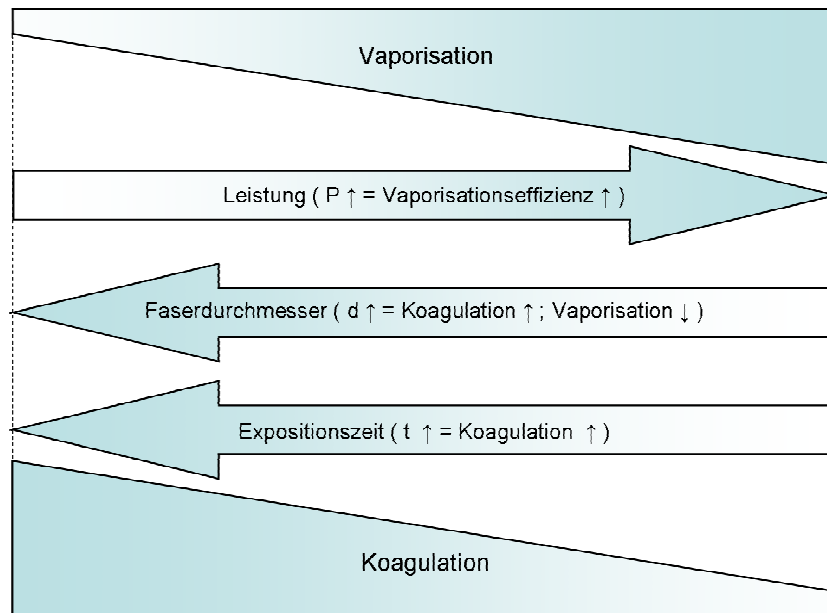 Vaporisation
Leistung ( P ↑ = Vaporisationseffizienz ↑ )
Faserdurchmesser ( d ↑ = Koagulation ↑ ; Vaporisation ↓ )
Expositionszeit ( t ↑ = Koagulation ↑ )
Koagulation